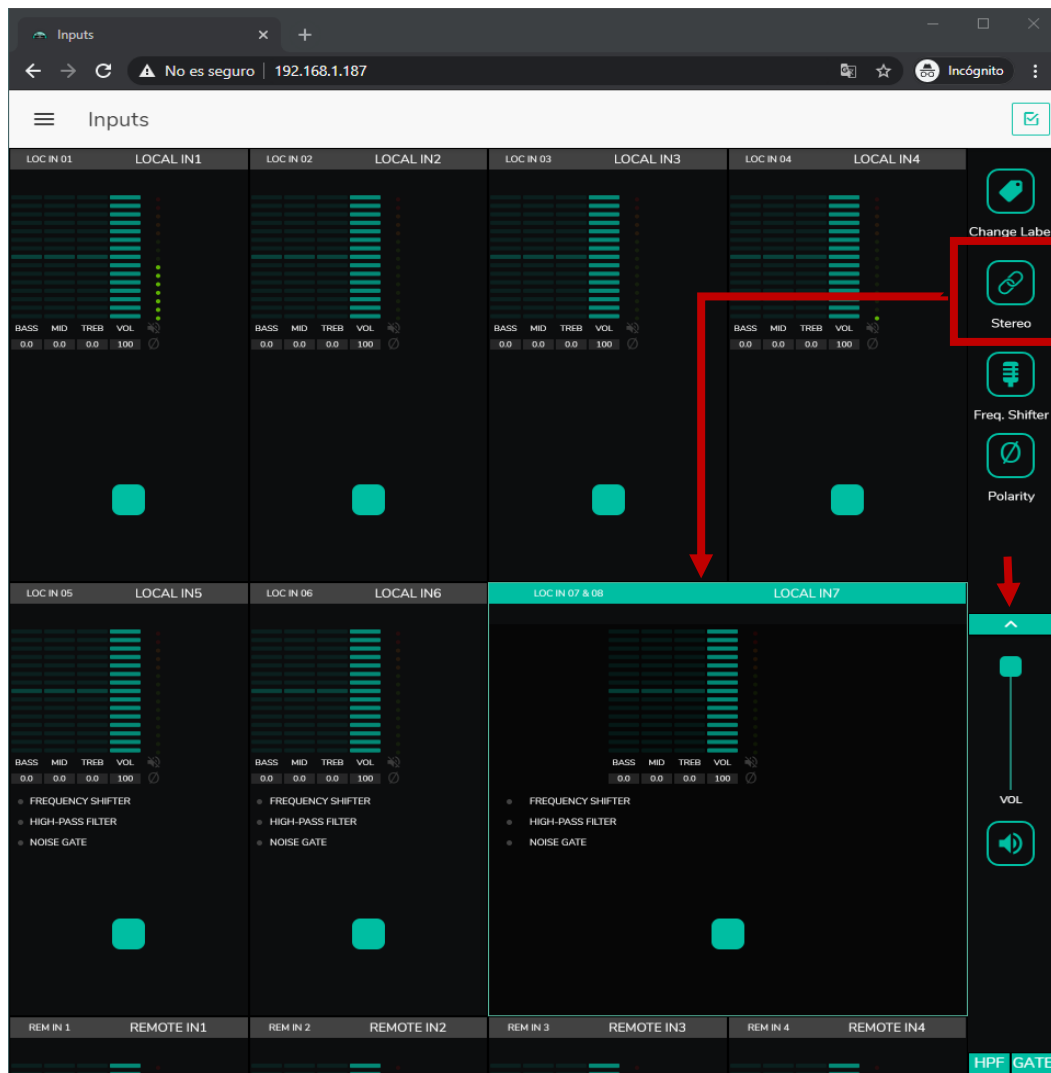 Inputs
No es seguro 192.168.1.187 Incógnito
Inputs
LOC IN 01 LOCAL IN1 LOC IN 02 LOCAL IN2 LOC IN 03 LOCAL IN3 LOC IN 04 LOCAL IN4
Change Labe
Stereo
BASS MID TREB VOL BASS MID TREB VOL BASS MID TREB VOL BASS MID TREB VOL
0.0 0.0 0.0 100 0.0 0.0 0.0 100 0.0 0.0 0.0 100 0.0 0.0 0.0 100
Freq. Shifter
Polarity
LOC IN 05 LOCAL IN5 LOC IN 06 LOCAL IN6 LOC IN 07 & 08 LOCAL IN7
BASS MID TREB VOL BASS MID TREB VOL BASS MID TREB VOL
0.0 0.0 0.0 100 0.0 0.0 0.0 100 0.0 0.0 0.0 100
FREQUENCY SHIFTER FREQUENCY SHIFTER FREQUENCY SHIFTER
VOL
HIGH-PASS FILTER HIGH-PASS FILTER HIGH-PASS FILTER
NOISE GATE NOISE GATE NOISE GATE
REM IN 1 REMOTE IN1 REM IN 2 REMOTE IN2 REM IN 3 REMOTE IN3 REM IN 4 REMOTE IN4
HPF GATE